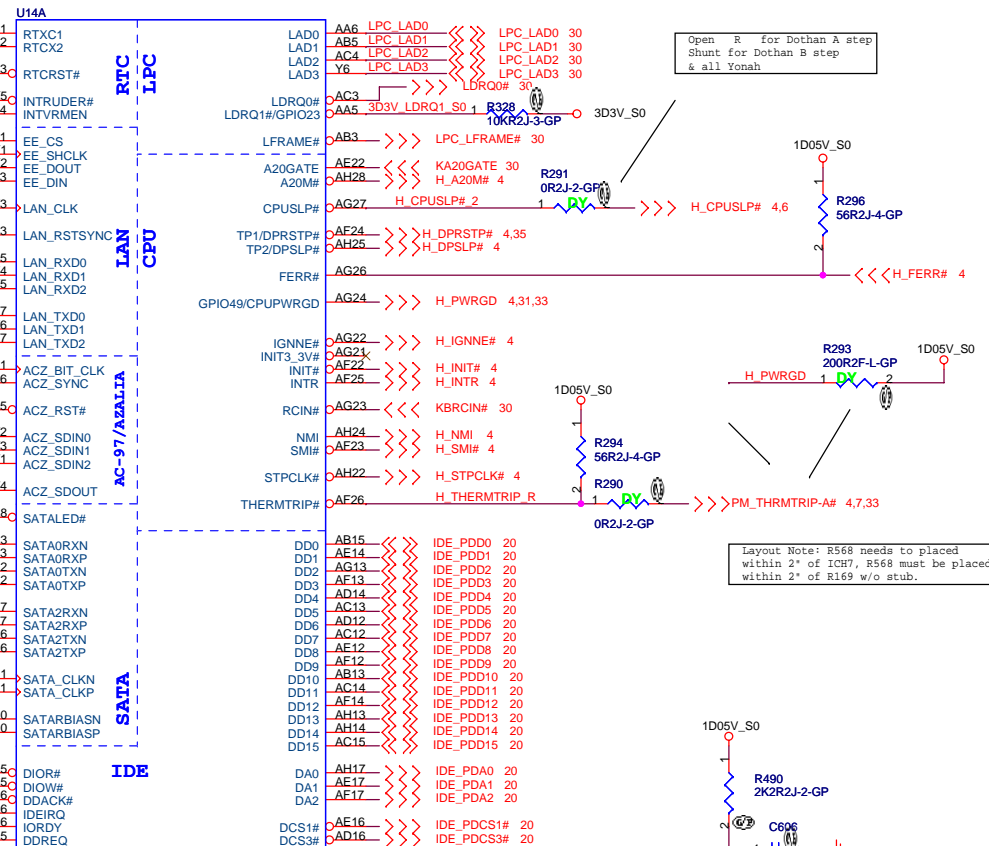 U14A
RTXC1
RTCX2
RTCRST#
INTRUDER#
INTVRMEN
EE_CS
EE_SHCLK
EE_DOUT
EE_DIN
LAN_CLK
LAN_RSTSYNC
LAN_RXD0
LAN_RXD1
LAN_RXD2
LAN_TXD0
LAN_TXD1
LAN_TXD2
ACZ_BIT_CLK
ACZ_SYNC
ACZ_RST#
ACZ_SDIN0
ACZ_SDIN1
ACZ_SDIN2
ACZ_SDOUT
SATALED#
SATA0RXN
SATA0RXP
SATA0TXN
SATA0TXP
SATA2RXN
SATA2RXP
SATA2TXN
SATA2TXP
SATA_CLKN
SATA_CLKP
SATARBIASN
SATARBIASP
DIOR#
DIOW#
DDACK#
IDEIRQ
IORDY
DDREQ
RTC
LPC
LAN
CPU
AC-97/AZALIA
SATA
IDE
LAD0 AA6 LPC_LAD0 LPC_LAD0 30
LAD1 AB5 LPC_LAD1 LPC_LAD1 30
LAD2 AC4 LPC_LAD2 LPC_LAD2 30
LAD3 Y6 LPC_LAD3 LPC_LAD3 30
LDRQ0# AC3 LDRQ0# 30
LDRQ1#/GPIO23 AA5 3D3V_LDRQ1_S0 1 R328 10KR2J-3-GP 3D3V_S0
LFRAME# AB3 LPC_LFRAME# 30
A20GATE AE22 KA20GATE 30
A20M# AH28 H_A20M# 4
CPUSLP# AG27 H_CPUSLP#_2 1 R291 0R2J-2-GP DY H_CPUSLP# 4,6
TP1/DPRSTP# AF24 H_DPRSTP# 4,35
TP2/DPSLP# AH25 H_DPSLP# 4
FERR# AG26 H_FERR# 4
GPIO49/CPUPWRGD AG24 H_PWRGD 4,31,33
IGNNE# AG22 H_IGNNE# 4
INIT3_3V# AG21
INIT# AF22 H_INIT# 4
INTR AF25 H_INTR 4
RCIN# AG23 KBRCIN# 30
NMI AH24 H_NMI 4
SMI# AF23 H_SMI# 4
STPCLK# AH22 H_STPCLK# 4
THERMTRIP# AF26 H_THERMTRIP_R PM_THRMTRIP-A# 4,7,33
DD0 AB15 IDE_PDD0 20
DD1 AE14 IDE_PDD1 20
DD2 AG13 IDE_PDD2 20
DD3 AF13 IDE_PDD3 20
DD4 AD14 IDE_PDD4 20
DD5 AC13 IDE_PDD5 20
DD6 AD12 IDE_PDD6 20
DD7 AC12 IDE_PDD7 20
DD8 AE12 IDE_PDD8 20
DD9 AF12 IDE_PDD9 20
DD10 AB13 IDE_PDD10 20
DD11 AC14 IDE_PDD11 20
DD12 AF14 IDE_PDD12 20
DD13 AH13 IDE_PDD13 20
DD14 AH14 IDE_PDD14 20
DD15 AC15 IDE_PDD15 20
DA0 AH17 IDE_PDA0 20
DA1 AE17 IDE_PDA1 20
DA2 AF17 IDE_PDA2 20
DCS1# AE16 IDE_PDCS1# 20
DCS3# AD16 IDE_PDCS3# 20
Open R for Dothan A step
Shunt for Dothan B step
& all Yonah
1D05V_S0
1
R296
56R2J-4-GP
2
R293
200R2F-L-GP
1D05V_S0
H_PWRGD 1 DY 2
1D05V_S0
1
R294
56R2J-4-GP
2
R290
1 DY
0R2J-2-GP
Layout Note: R568 needs to placed
within 2" of ICH7, R568 must be placed
within 2" of R169 w/o stub.
1D05V_S0
1
R490
2K2R2J-2-GP
2
C606